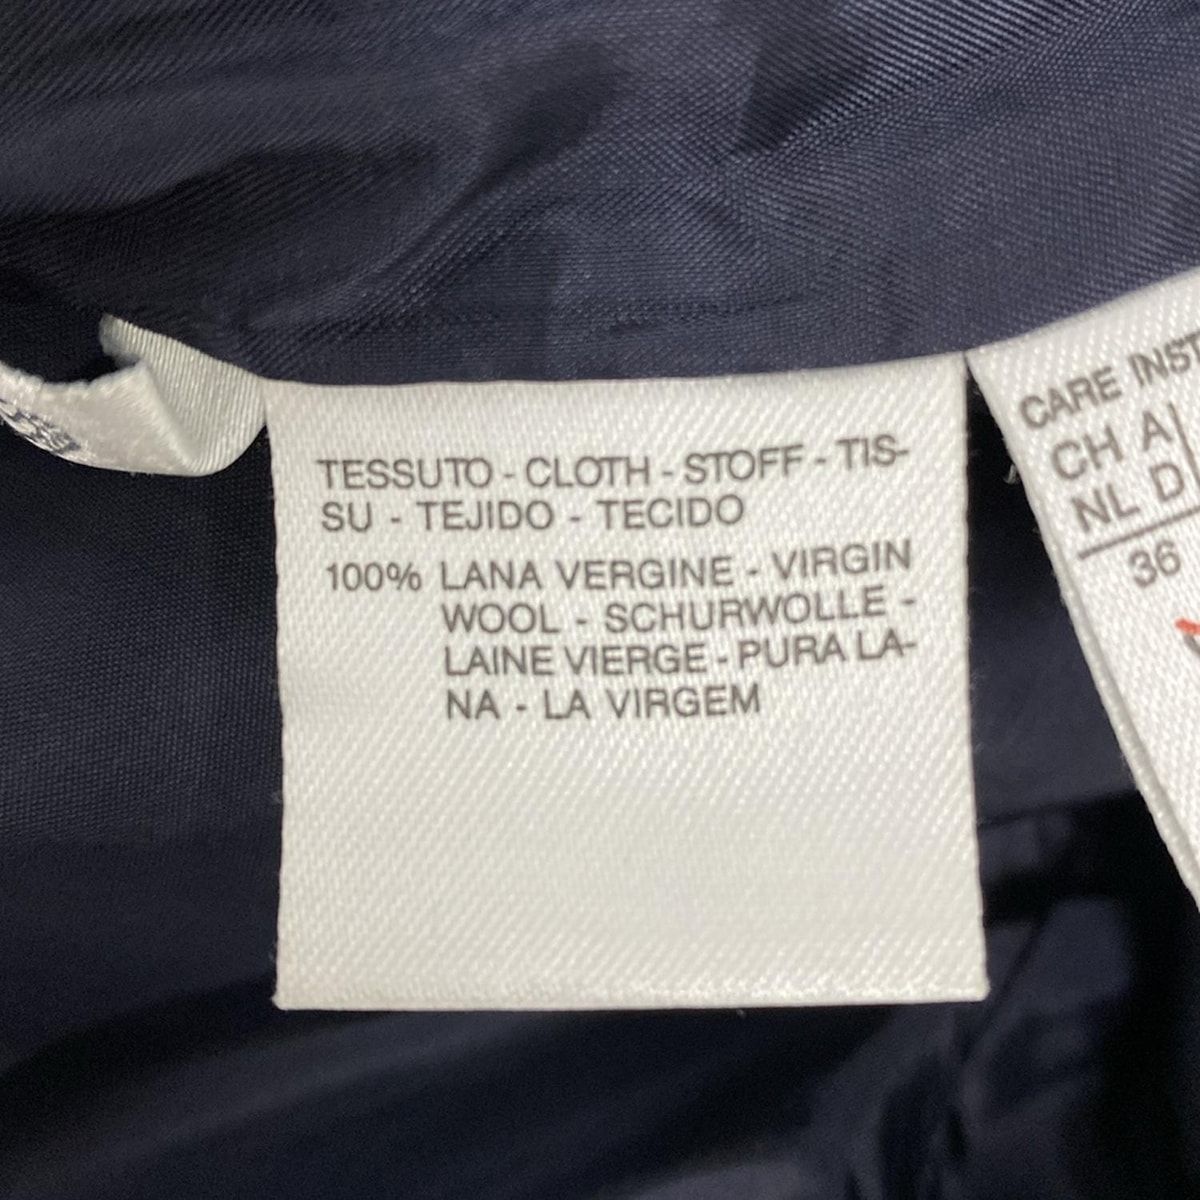 TESSUTO - CLOTH - STOFF - TIS-
SU - TEJIDO - TECIDO
100% LANA VERGINE - VIRGIN
WOOL - SCHURWOLLE -
LAINE VIERGE - PURA LA-
NA - LA VIRGEM
CARE INST
CH A
NL D
36